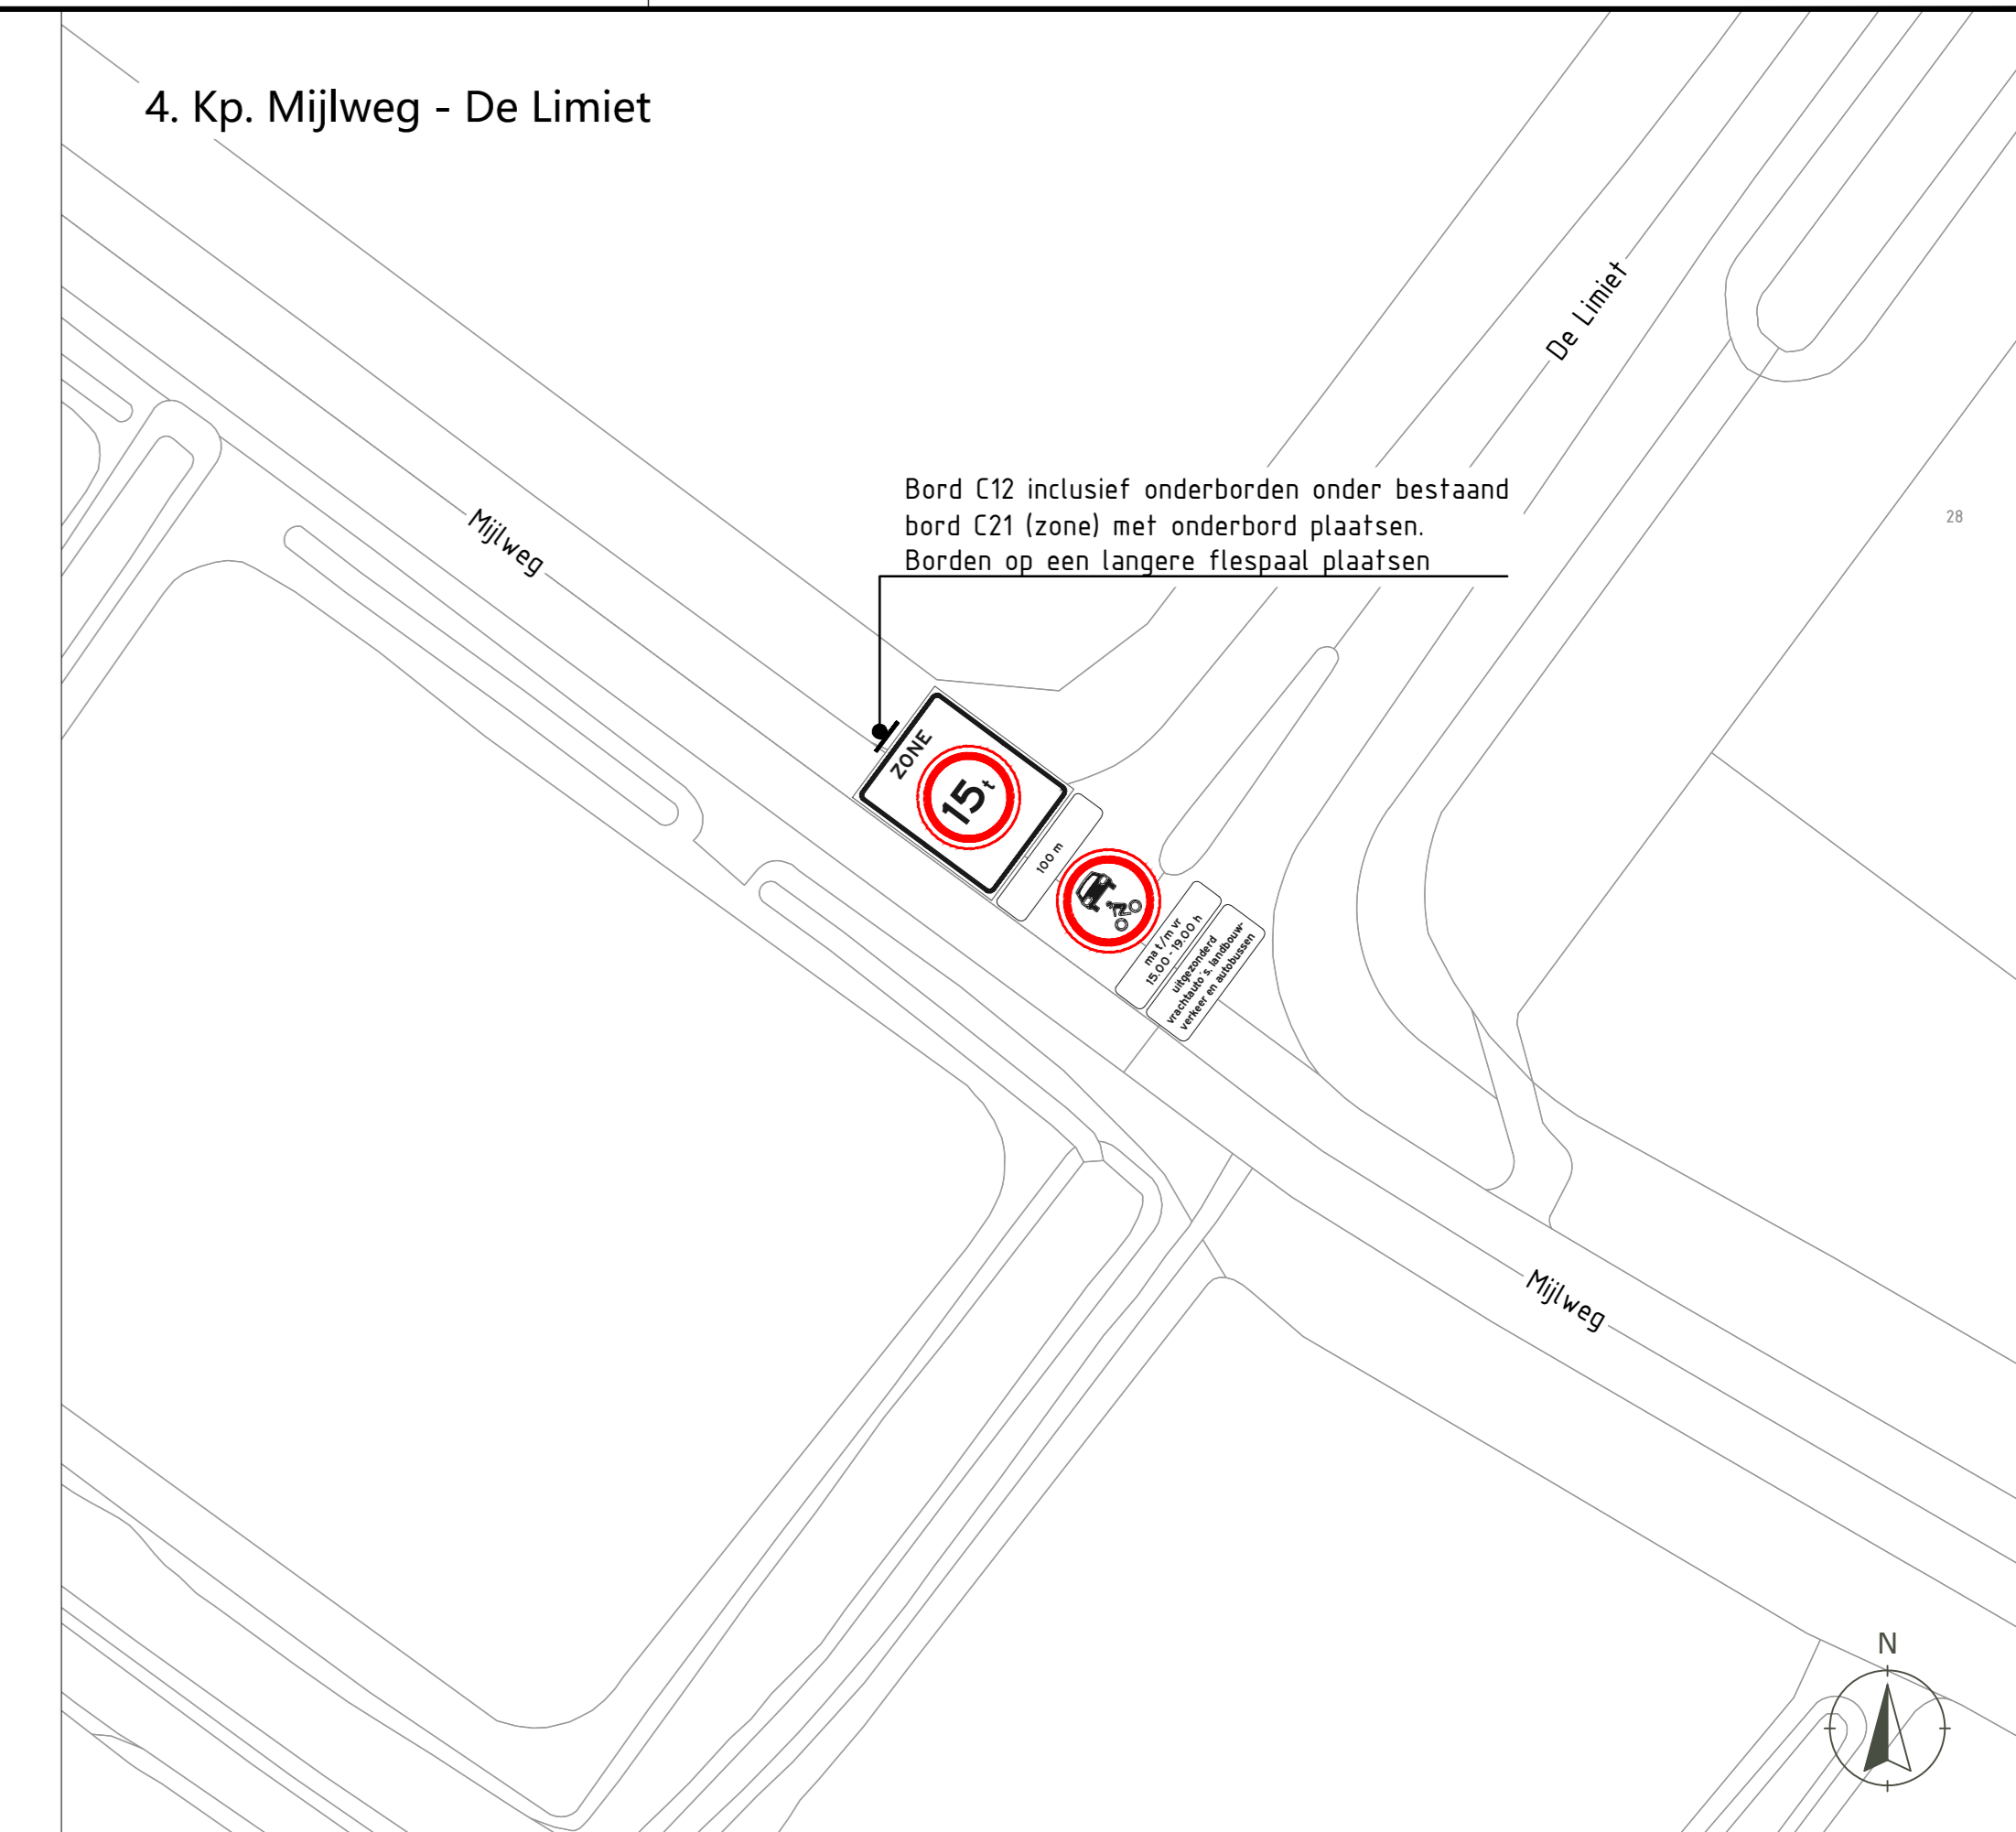 4. Kp. Mijlweg - De Limiet
De Limiet
Bord C12 inclusief onderborden onder bestaand
bord C21 (zone) met onderbord plaatsen.
Borden op een langere flespaal plaatsen
28
Mijlweg
ZONE
15t
100 m
ma t/m vr
15.00 - 19.00 h
uitgezonderd
vrachtauto's, landbouw-
verkeer en autobussen
Mijlweg
N